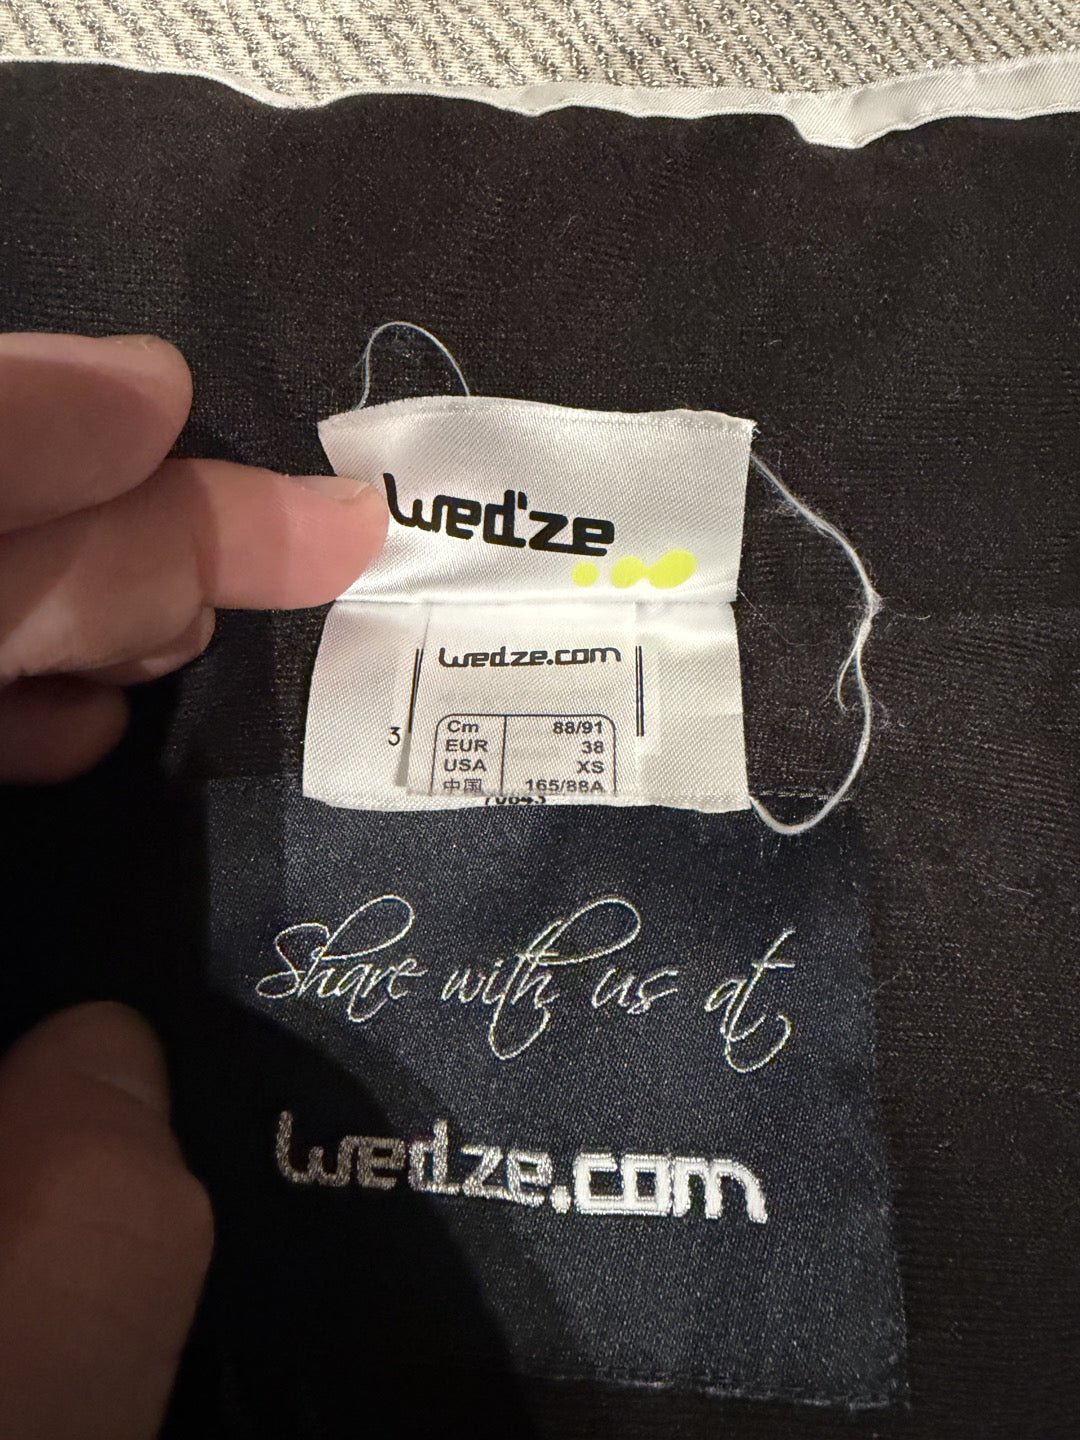 wed'ze
wedze.com
3
Cm 88/91
EUR 38
USA XS
中国 165/88A
Share with us at
wedze.com